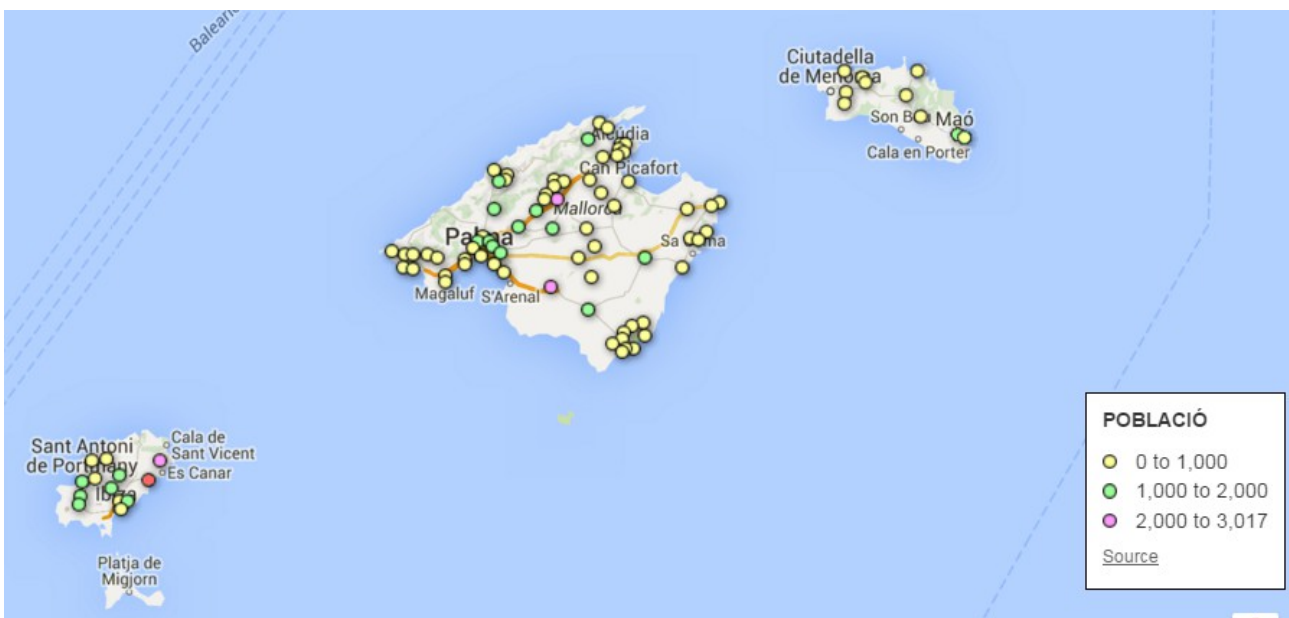 Baleari
Ciutadella
de Menorca
Son Bou
Maó
Cala en Porter
Alcúdia
Can Picafort
Mallorca
Palma
Sa Coma
Magaluf
S'Arenal
Sant Antoni
de Portmany
Cala de
Sant Vicent
Es Canar
Ibiza
Platja de
Migjorn
POBLACIÓ
0 to 1,000
1,000 to 2,000
2,000 to 3,017
Source